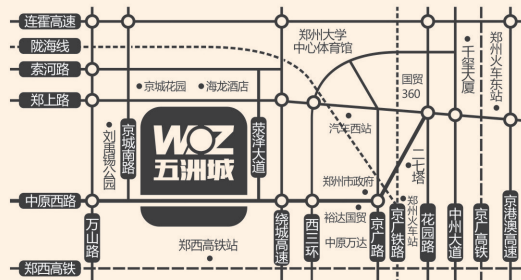 连霍高速
陇海线
索河路
郑上路
中原西路
郑西高铁
万山路
京城南路
荥泽大道
绕城高速
西三环
京广路
京广铁路
花园路
中州大道
京广高铁
京港澳高速
郑州大学
中心体育馆
国贸
360
千玺大厦
郑州火车东站
京城花园
海龙酒店
刘禹锡公园
WOZ
五洲城
汽车西站
二七塔
郑州市政府
郑州火车站
裕达国贸
中原万达
郑西高铁站